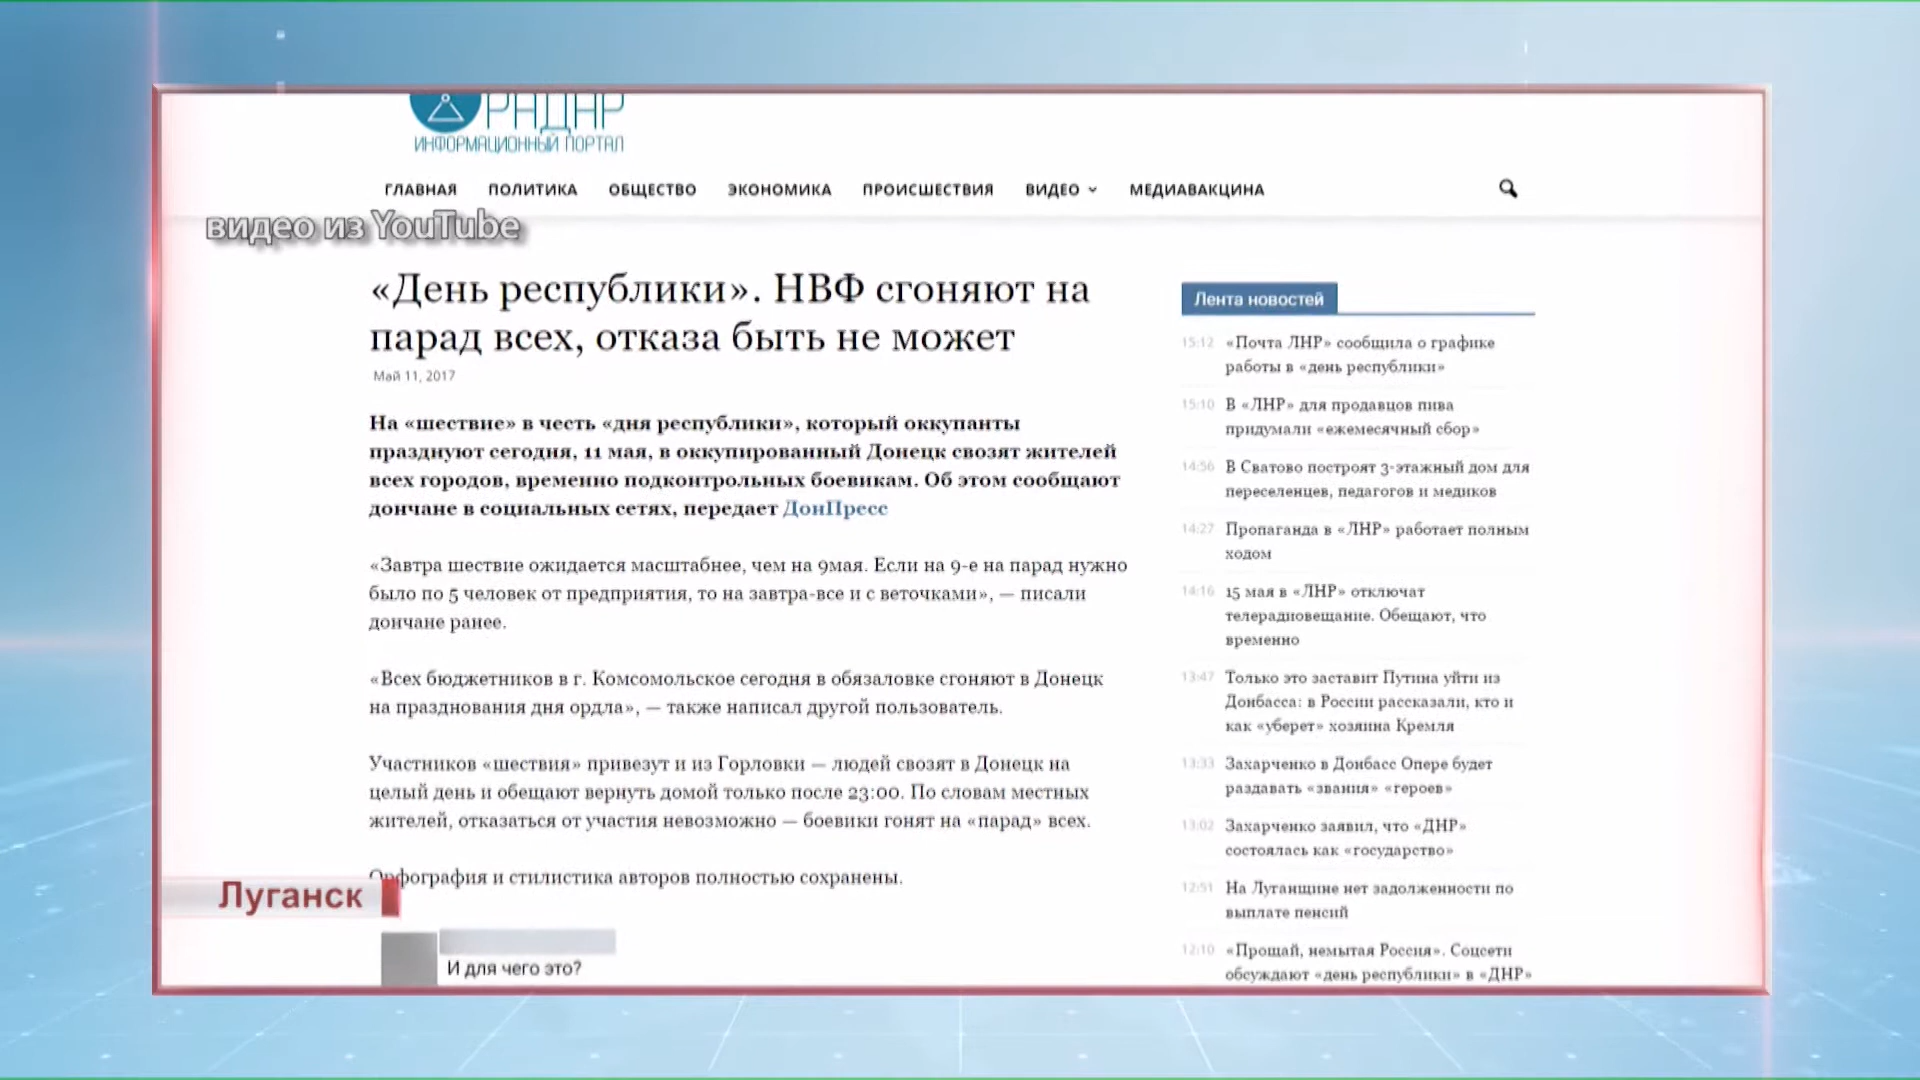 РАДАР
ИНФОРМАЦИОННЫЙ ПОРТАЛ
ГЛАВНАЯ ПОЛИТИКА ОБЩЕСТВО ЭКОНОМИКА ПРОИСШЕСТВИЯ ВИДЕО МЕДИАВАКЦИНА
видео из YouTube
«День республики». НВФ сгоняют на
парад всех, отказа быть не может
Май 11, 2017
На «шествие» в честь «дня республики», который оккупанты
празднуют сегодня, 11 мая, в оккупированный Донецк свозят жителей
всех городов, временно подконтрольных боевикам. Об этом сообщают
дончане в социальных сетях, передает ДонПресс
«Завтра шествие ожидается масштабнее, чем на 9мая. Если на 9-е на парад нужно
было по 5 человек от предприятия, то на завтра-все и с веточками», — писали
дончане ранее.
«Всех бюджетников в г. Комсомольское сегодня в обязаловке сгоняют в Донецк
на празднования дня ордла», — также написал другой пользователь.
Участников «шествия» привезут и из Горловки — людей свозят в Донецк на
целый день и обещают вернуть домой только после 23:00. По словам местных
жителей, отказаться от участия невозможно — боевики гонят на «парад» всех.
Орфография и стилистика авторов полностью сохранены.
Луганск
И для чего это?
Лента новостей
15:12 «Почта ЛНР» сообщила о графике
работы в «день республики»
15:10 В «ЛНР» для продавцов пива
придумали «ежемесячный сбор»
14:56 В Сватово построят 3-этажный дом для
переселенцев, педагогов и медиков
14:27 Пропаганда в «ЛНР» работает полным
ходом
14:16 15 мая в «ЛНР» отключат
телерадиовещание. Обещают, что
временно
13:47 Только это заставит Путина уйти из
Донбасса: в России рассказали, кто и
как «уберет» хозяина Кремля
13:33 Захарченко в Донбасс Опере будет
раздавать «звания» «героев»
13:02 Захарченко заявил, что «ДНР»
состоялась как «государство»
12:51 На Луганщине нет задолженности по
выплате пенсий
12:10 «Прощай, немытая Россия». Соцсети
обсуждают «день республики» в «ДНР»